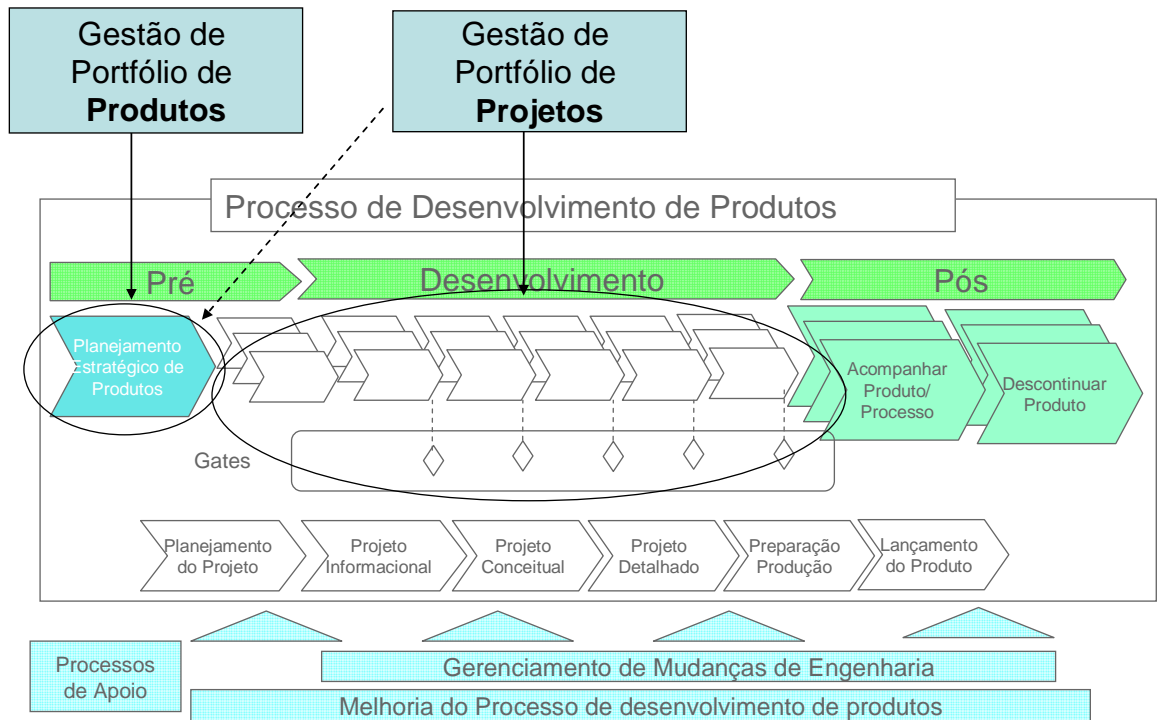 Gestão de
Portfólio de
Produtos
Gestão de
Portfólio de
Projetos
Processo de Desenvolvimento de Produtos
Pré
Desenvolvimento
Pós
Planejamento
Estratégico de
Produtos
Acompanhar
Produto/
Processo
Descontinuar
Produto
Gates
Planejamento
do Projeto
Projeto
Informacional
Projeto
Conceitual
Projeto
Detalhado
Preparação
Produção
Lançamento
do Produto
Processos
de Apoio
Gerenciamento de Mudanças de Engenharia
Melhoria do Processo de desenvolvimento de produtos